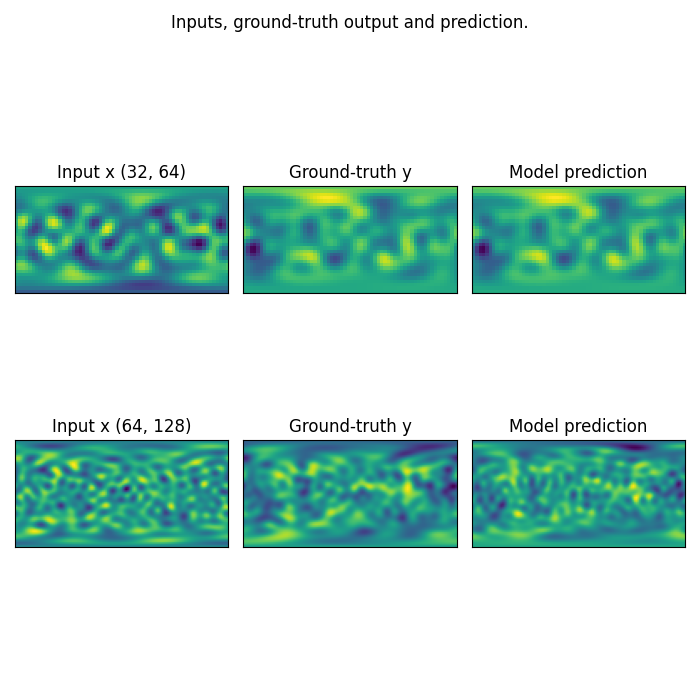 Inputs, ground-truth output and prediction.
Input x (32, 64)
Ground-truth y
Model prediction
Input x (64, 128)
Ground-truth y
Model prediction